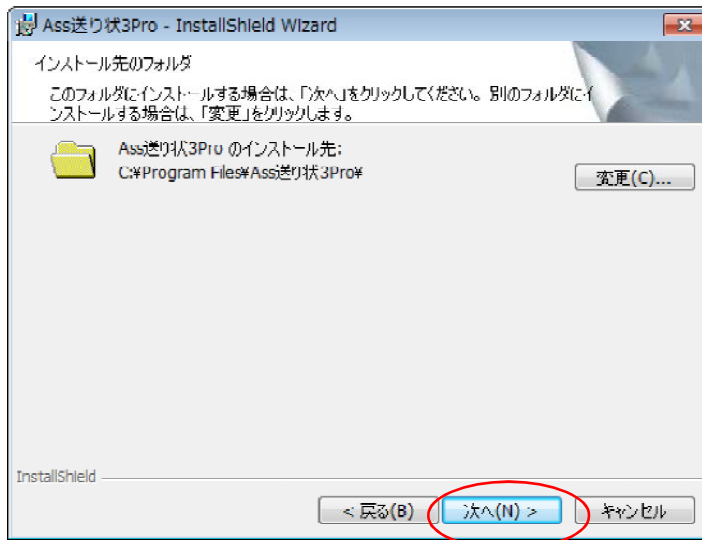 Ass送り状3Pro - InstallShield Wizard
インストール先のフォルダ
このフォルダにインストールする場合は、「次へ」をクリックしてください。別のフォルダにイ
ンストールする場合は、「変更」をクリックします。
Ass送り状3Pro のインストール先:
C:¥Program Files¥Ass送り状3Pro¥
変更(C)...
InstallShield
< 戻る(B)
次へ(N) >
キャンセル